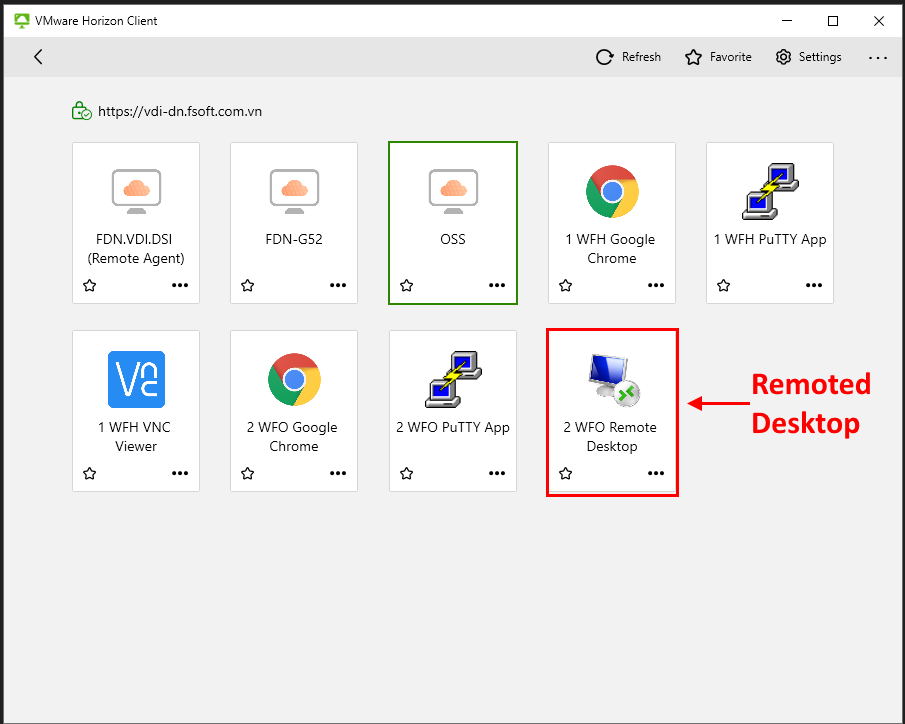 VMware Horizon Client
Refresh
Favorite
Settings
https://vdi-dn.fsoft.com.vn
FDN.VDI.DSI
(Remote Agent)
FDN-G52
OSS
1 WFH Google
Chrome
1 WFH PuTTY App
1 WFH VNC
Viewer
2 WFO Google
Chrome
2 WFO PuTTY App
2 WFO Remote
Desktop
Remoted
Desktop